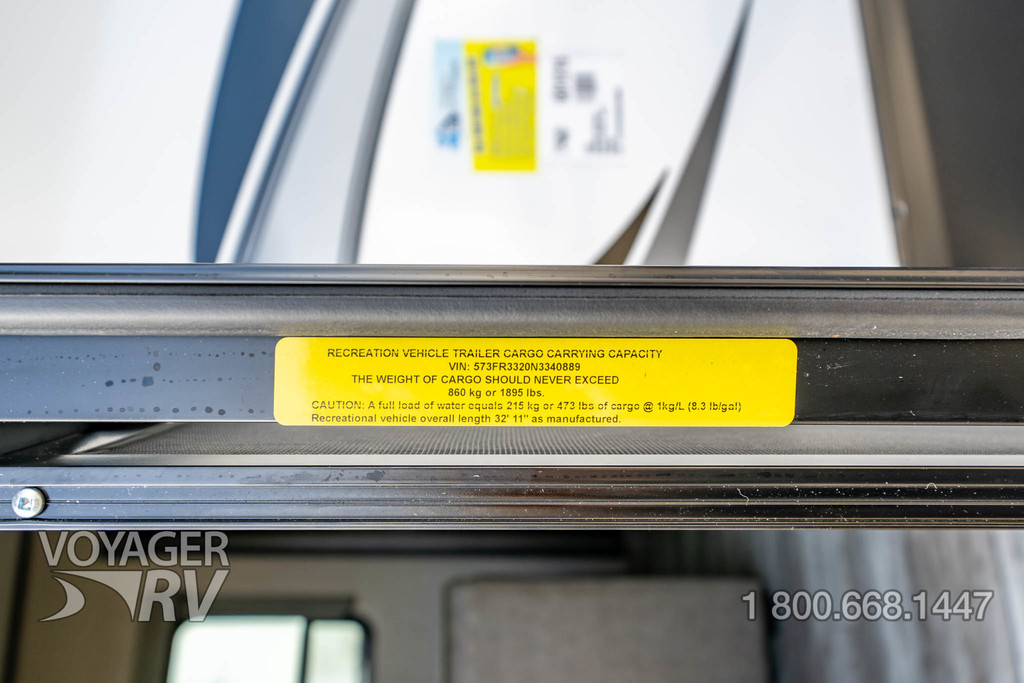 RECREATION VEHICLE TRAILER CARGO CARRYING CAPACITY
VIN: 573FR3320N3340889
THE WEIGHT OF CARGO SHOULD NEVER EXCEED
860 kg or 1895 lbs.
CAUTION: A full load of water equals 215 kg or 473 lbs of cargo @ 1kg/L (8.3 lb/gal)
Recreational vehicle overall length 32' 11" as manufactured.
VOYAGER
RV
1 800.668.1447